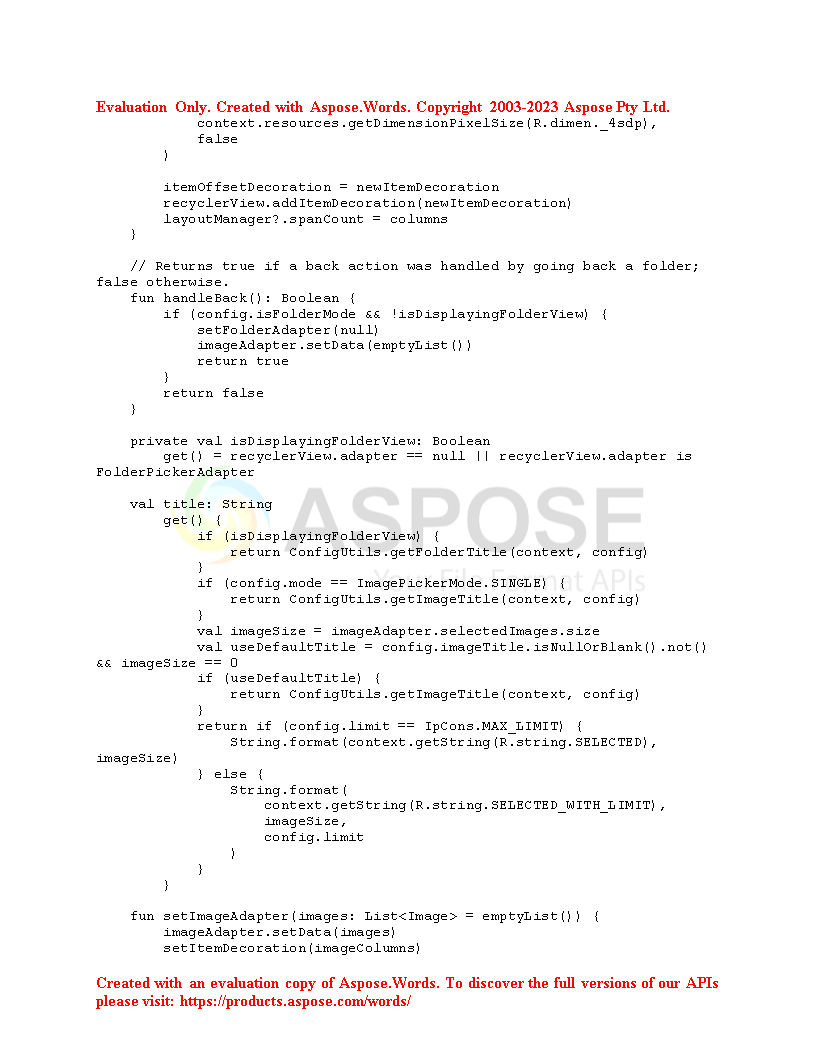 Evaluation Only. Created with Aspose.Words. Copyright 2003-2023 Aspose Pty Ltd.
            context.resources.getDimensionPixelSize(R.dimen._4sdp),
            false
        )

        itemOffsetDecoration = newItemDecoration
        recyclerView.addItemDecoration(newItemDecoration)
        layoutManager?.spanCount = columns
    }

    // Returns true if a back action was handled by going back a folder;
false otherwise.
    fun handleBack(): Boolean {
        if (config.isFolderMode && !isDisplayingFolderView) {
            setFolderAdapter(null)
            imageAdapter.setData(emptyList())
            return true
        }
        return false
    }

    private val isDisplayingFolderView: Boolean
        get() = recyclerView.adapter == null || recyclerView.adapter is
FolderPickerAdapter

    val title: String
        get() {
            if (isDisplayingFolderView) {
                return ConfigUtils.getFolderTitle(context, config)
            }
            if (config.mode == ImagePickerMode.SINGLE) {
                return ConfigUtils.getImageTitle(context, config)
            }
            val imageSize = imageAdapter.selectedImages.size
            val useDefaultTitle = config.imageTitle.isNullOrBlank().not()
&& imageSize == 0
            if (useDefaultTitle) {
                return ConfigUtils.getImageTitle(context, config)
            }
            return if (config.limit == IpCons.MAX_LIMIT) {
                String.format(context.getString(R.string.SELECTED),
imageSize)
            } else {
                String.format(
                    context.getString(R.string.SELECTED_WITH_LIMIT),
                    imageSize,
                    config.limit
                )
            }
        }

    fun setImageAdapter(images: List<Image> = emptyList()) {
        imageAdapter.setData(images)
        setItemDecoration(imageColumns)
ASPOSE
Your File Format APIs
Created with an evaluation copy of Aspose.Words. To discover the full versions of our APIs
please visit: https://products.aspose.com/words/